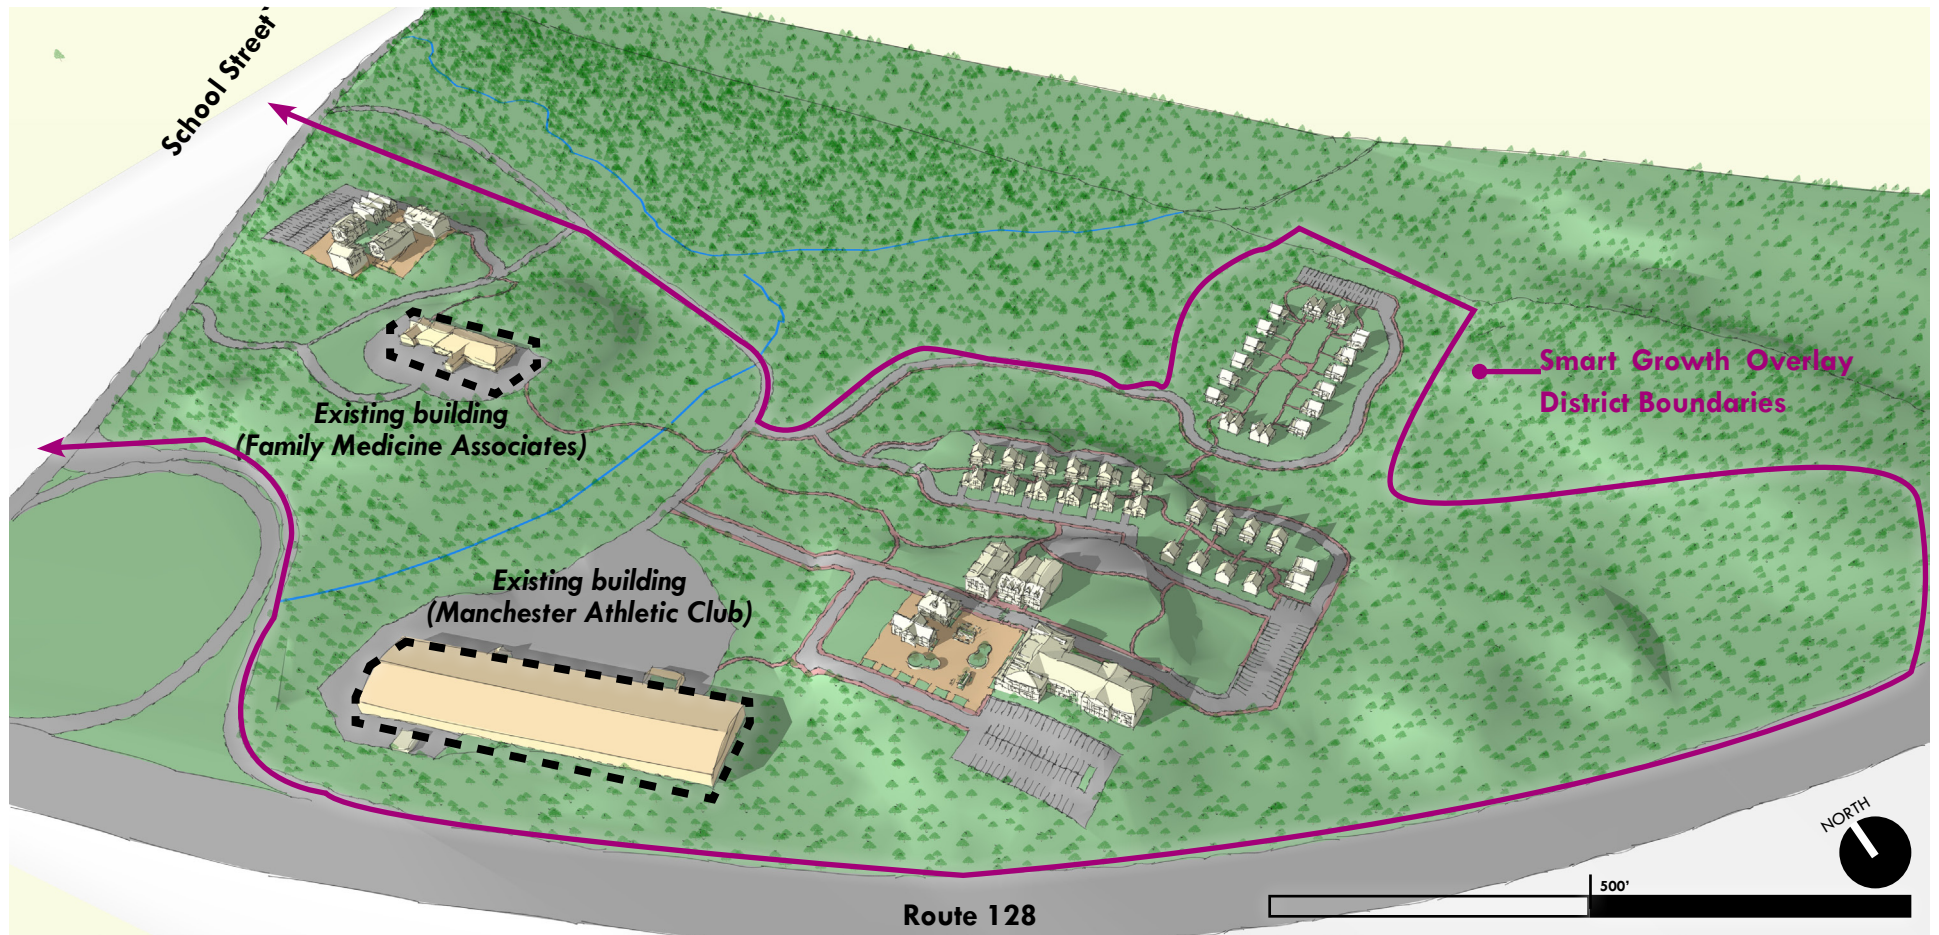 School Street
Existing building
(Family Medicine Associates)
Smart Growth Overlay
District Boundaries
Existing building
(Manchester Athletic Club)
NORTH
500'
Route 128